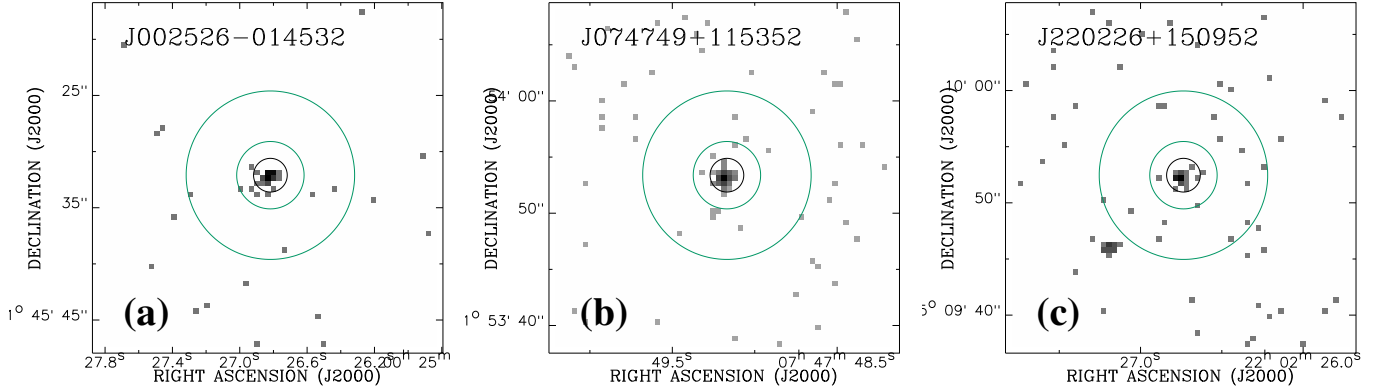 J002526−014532
25''
35''
1° 45' 45''
DECLINATION (J2000)
(a)
27.8s 27.4s 27.0s 26.6s 26.2s 00h 25m
RIGHT ASCENSION (J2000)
J074749+115352
54' 00''
50''
1° 53' 40''
DECLINATION (J2000)
(b)
49.5s 07h 47m 48.5s
RIGHT ASCENSION (J2000)
J220226+150952
10' 00''
50''
5° 09' 40''
DECLINATION (J2000)
(c)
27.0s 22h 02m 26.0s
RIGHT ASCENSION (J2000)